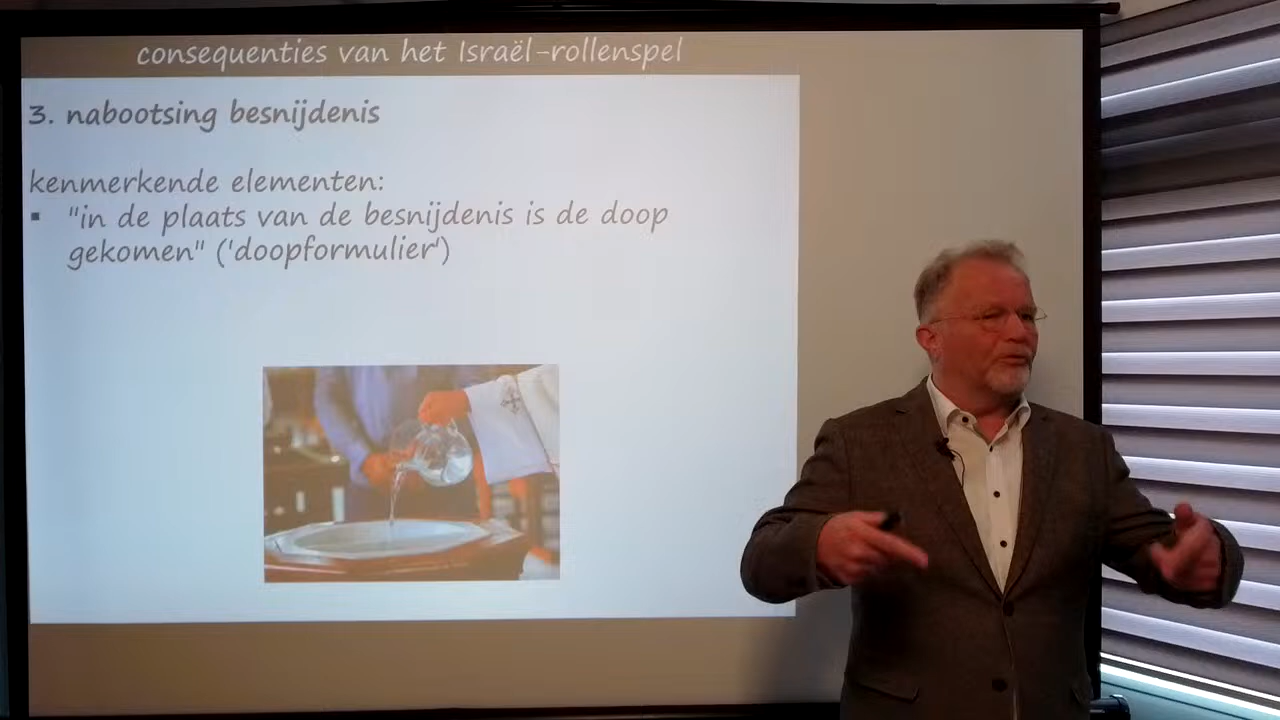 consequenties van het Israël-rollenspel
3. nabootsing besnijdenis
kenmerkende elementen:
▪ "in de plaats van de besnijdenis is de doop
gekomen" ('doopformulier')